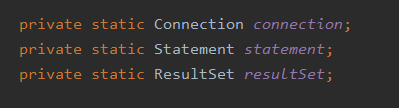 private static Connection connection;
private static Statement statement;
private static ResultSet resultSet;